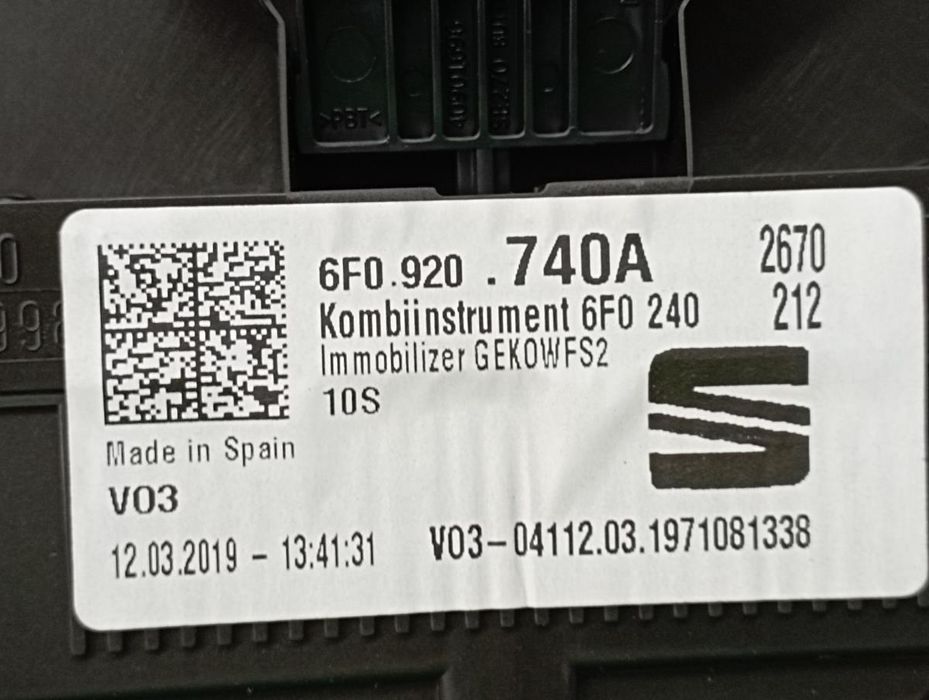 >PBT<
6F0.920 .740A 2670
Kombiinstrument 6F0 240 212
Immobilizer GEKOWFS2
10S
Made in Spain
V03
12.03.2019 - 13:41:31 V03-04112.03.1971081338